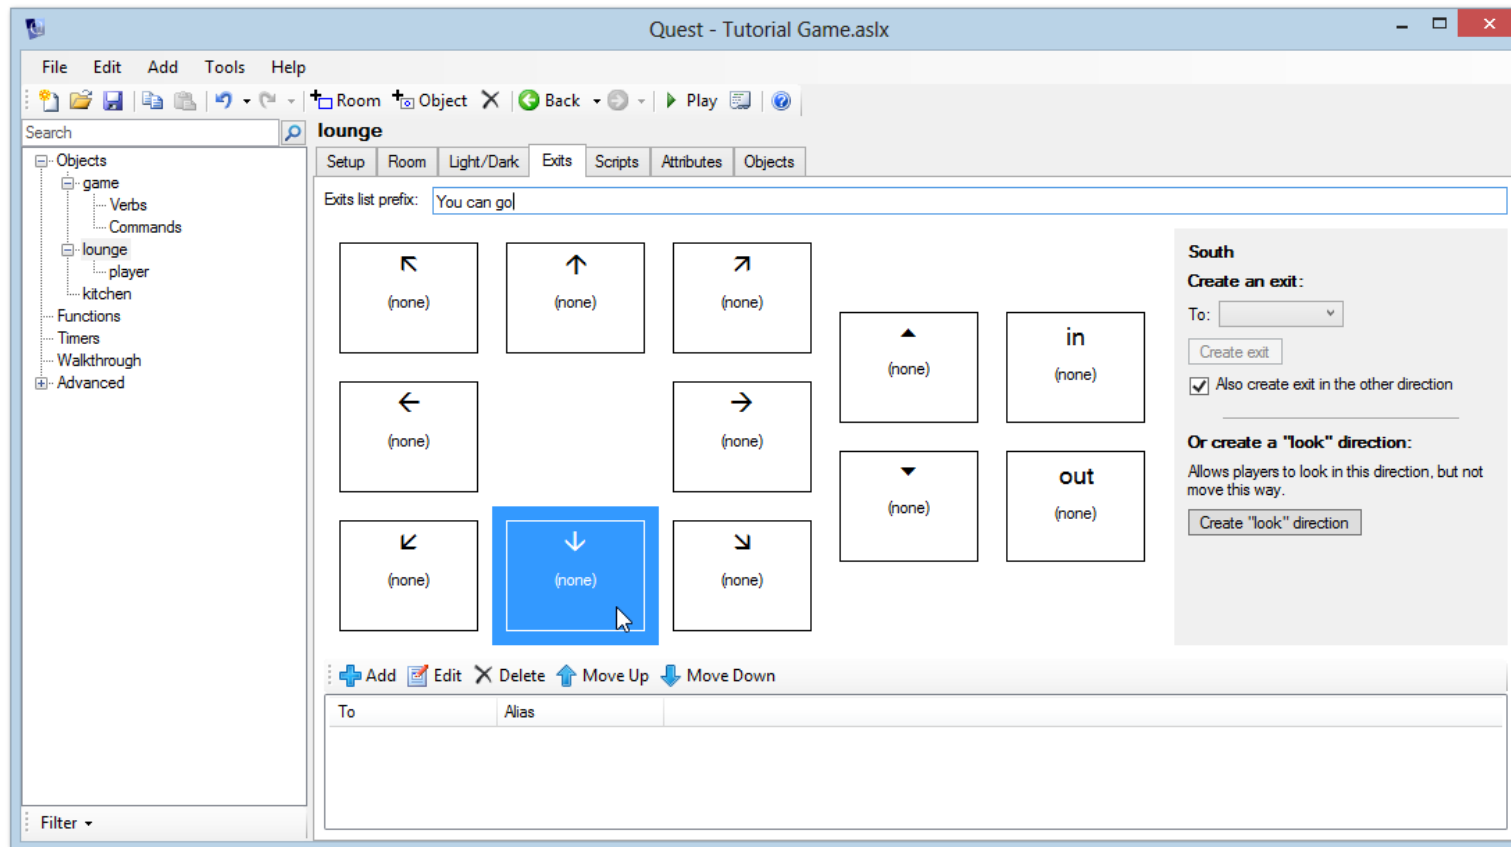 Quest - Tutorial Game.aslx
File Edit Add Tools Help
Room Object Back Play
Search
lounge
Setup Room Light/Dark Exits Scripts Attributes Objects
Objects
game
Verbs
Commands
lounge
player
kitchen
Functions
Timers
Walkthrough
Advanced
Filter
Exits list prefix: You can go
(none) (none) (none)
(none) in
(none)
(none) (none)
(none) out
(none)
(none) (none) (none)
South
Create an exit:
To:
Create exit
Also create exit in the other direction
Or create a "look" direction:
Allows players to look in this direction, but not
move this way.
Create "look" direction
Add Edit Delete Move Up Move Down
To Alias